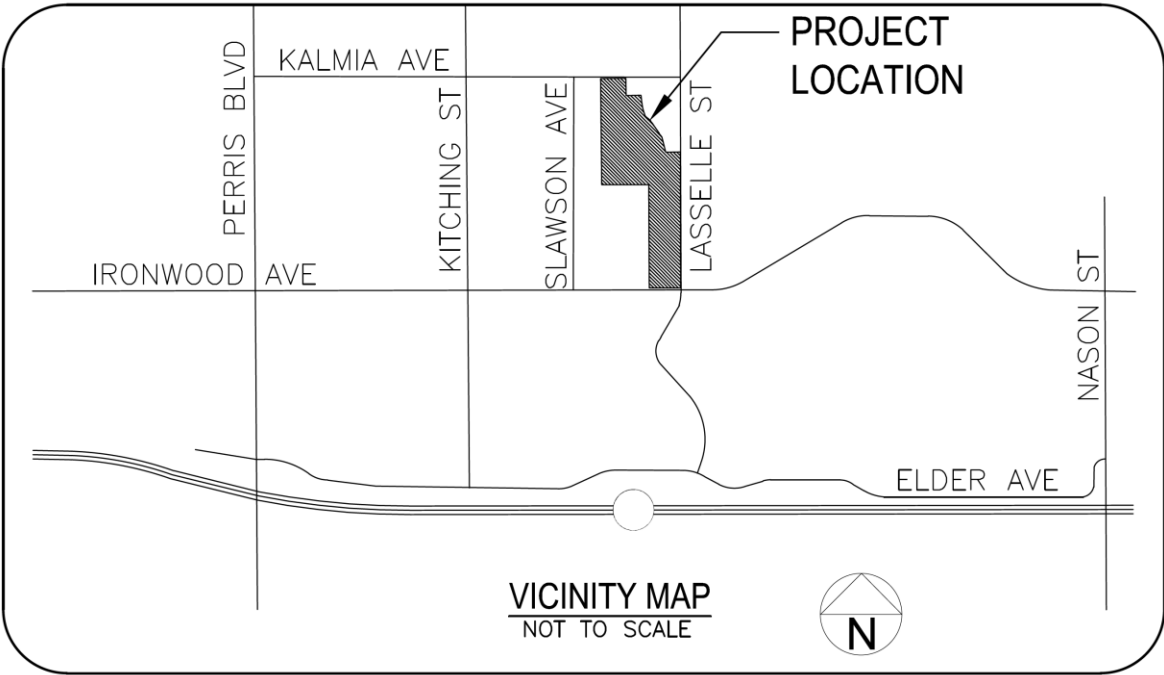 PROJECT
LOCATION
KALMIA AVE
PERRIS BLVD
KITCHING ST
SLAWSON AVE
LASSELLE ST
IRONWOOD AVE
NASON ST
ELDER AVE
VICINITY MAP
NOT TO SCALE
N